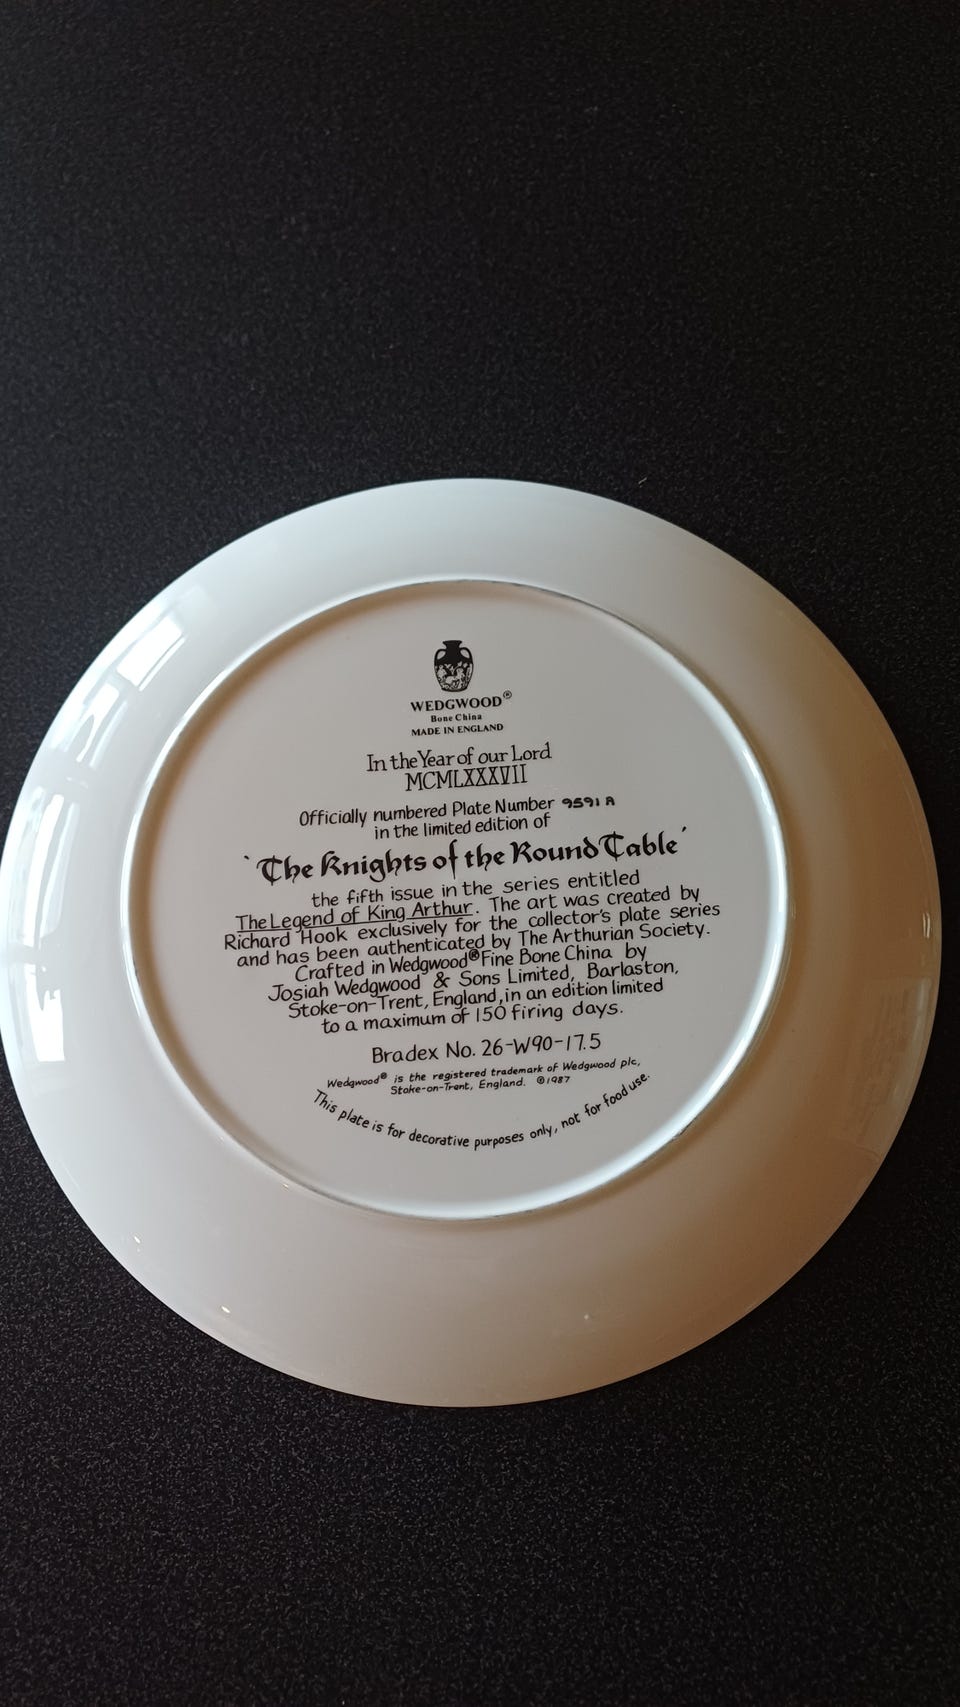 WEDGWOOD®
Bone China
MADE IN ENGLAND
In the Year of our Lord
MCMLXXXVII
Officially numbered Plate Number 9591 A
in the limited edition of
'The Knights of the Round Table'
the fifth issue in the series entitled
The Legend of King Arthur. The art was created by
Richard Hook exclusively for the collector's plate series
and has been authenticated by The Arthurian Society.
Crafted in Wedgwood® Fine Bone China by
Josiah Wedgwood & Sons Limited, Barlaston,
Stoke-on-Trent, England, in an edition limited
to a maximum of 150 firing days.
Bradex No. 26-W90-17.5
Wedgwood® is the registered trademark of Wedgwood plc,
Stoke-on-Trent, England. ©1987
This plate is for decorative purposes only, not for food use.